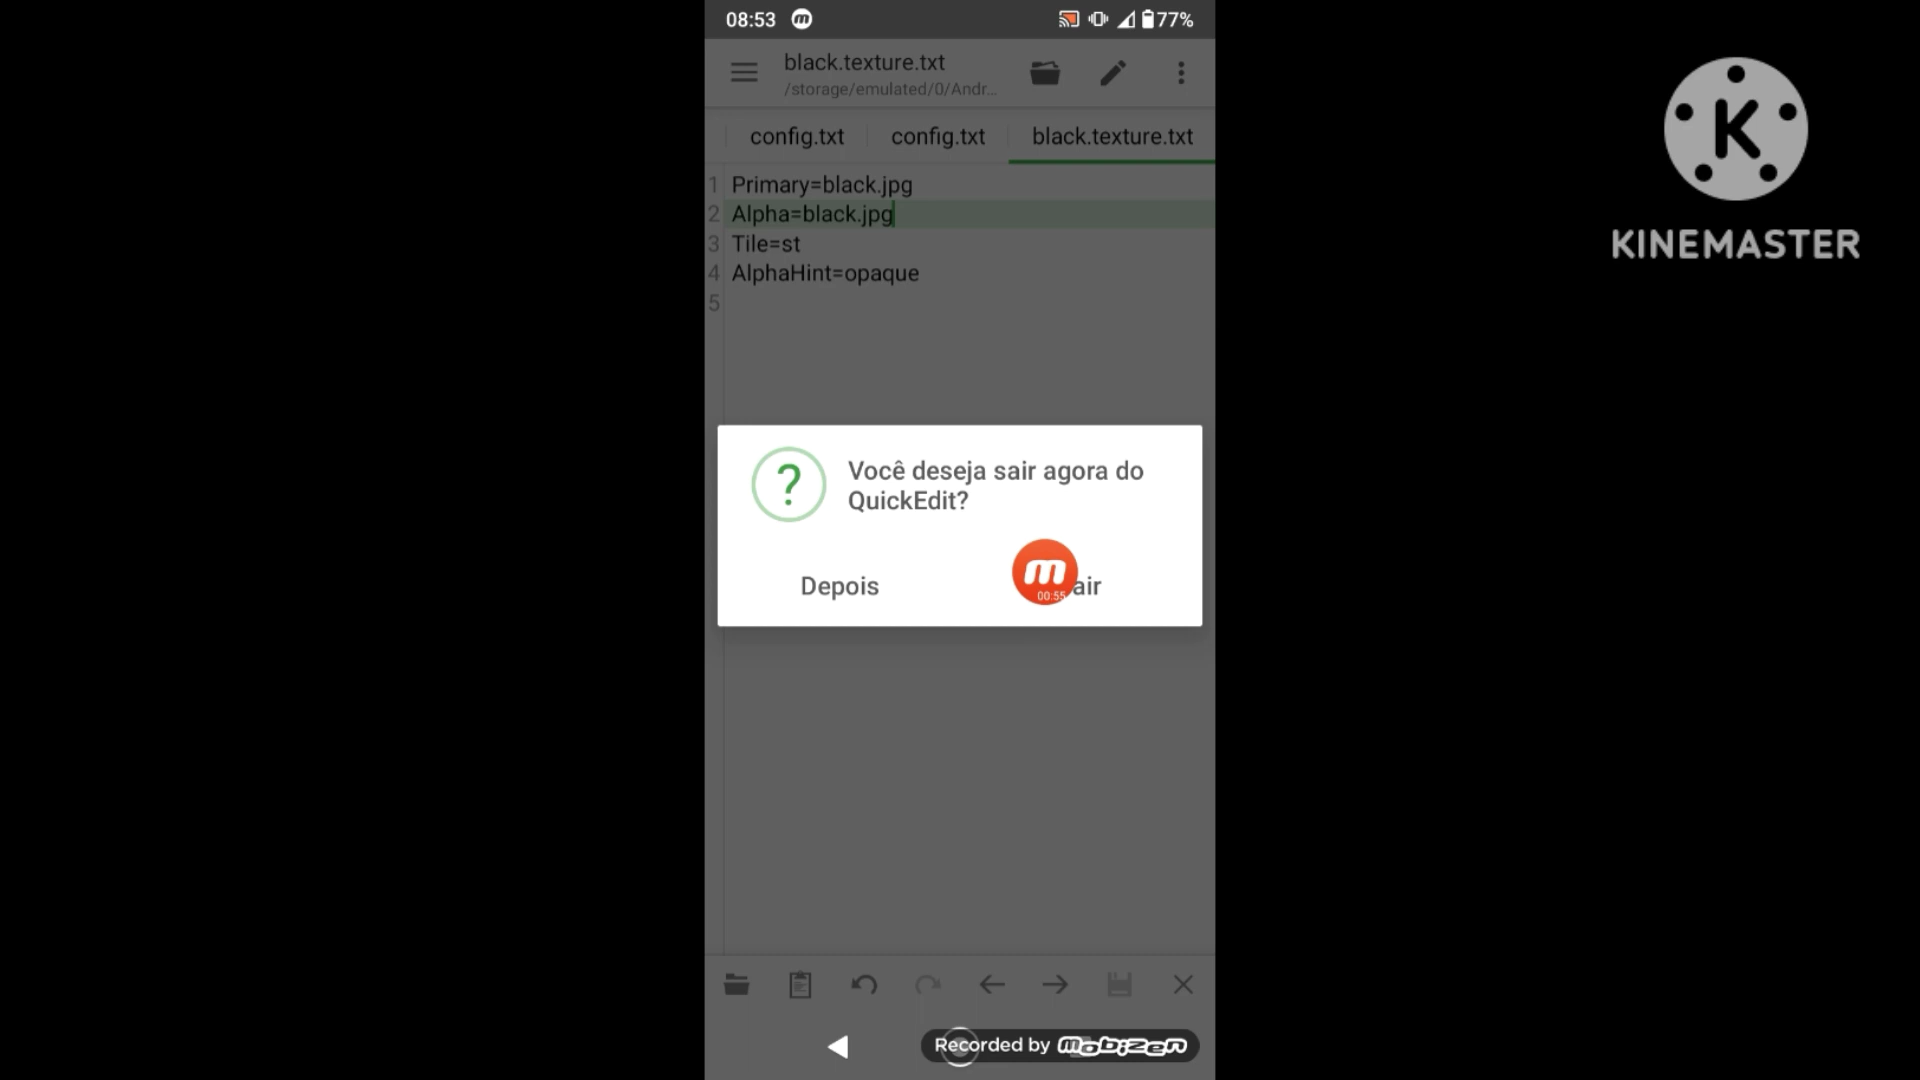 08:53
77%
black.texture.txt
/storage/emulated/0/Andr...
config.txt
config.txt
black.texture.txt
1 Primary=black.jpg
2 Alpha=black.jpg
3 Tile=st
4 AlphaHint=opaque
5
Você deseja sair agora do
QuickEdit?
Depois
air
00:55
Recorded by mobizen
KINEMASTER